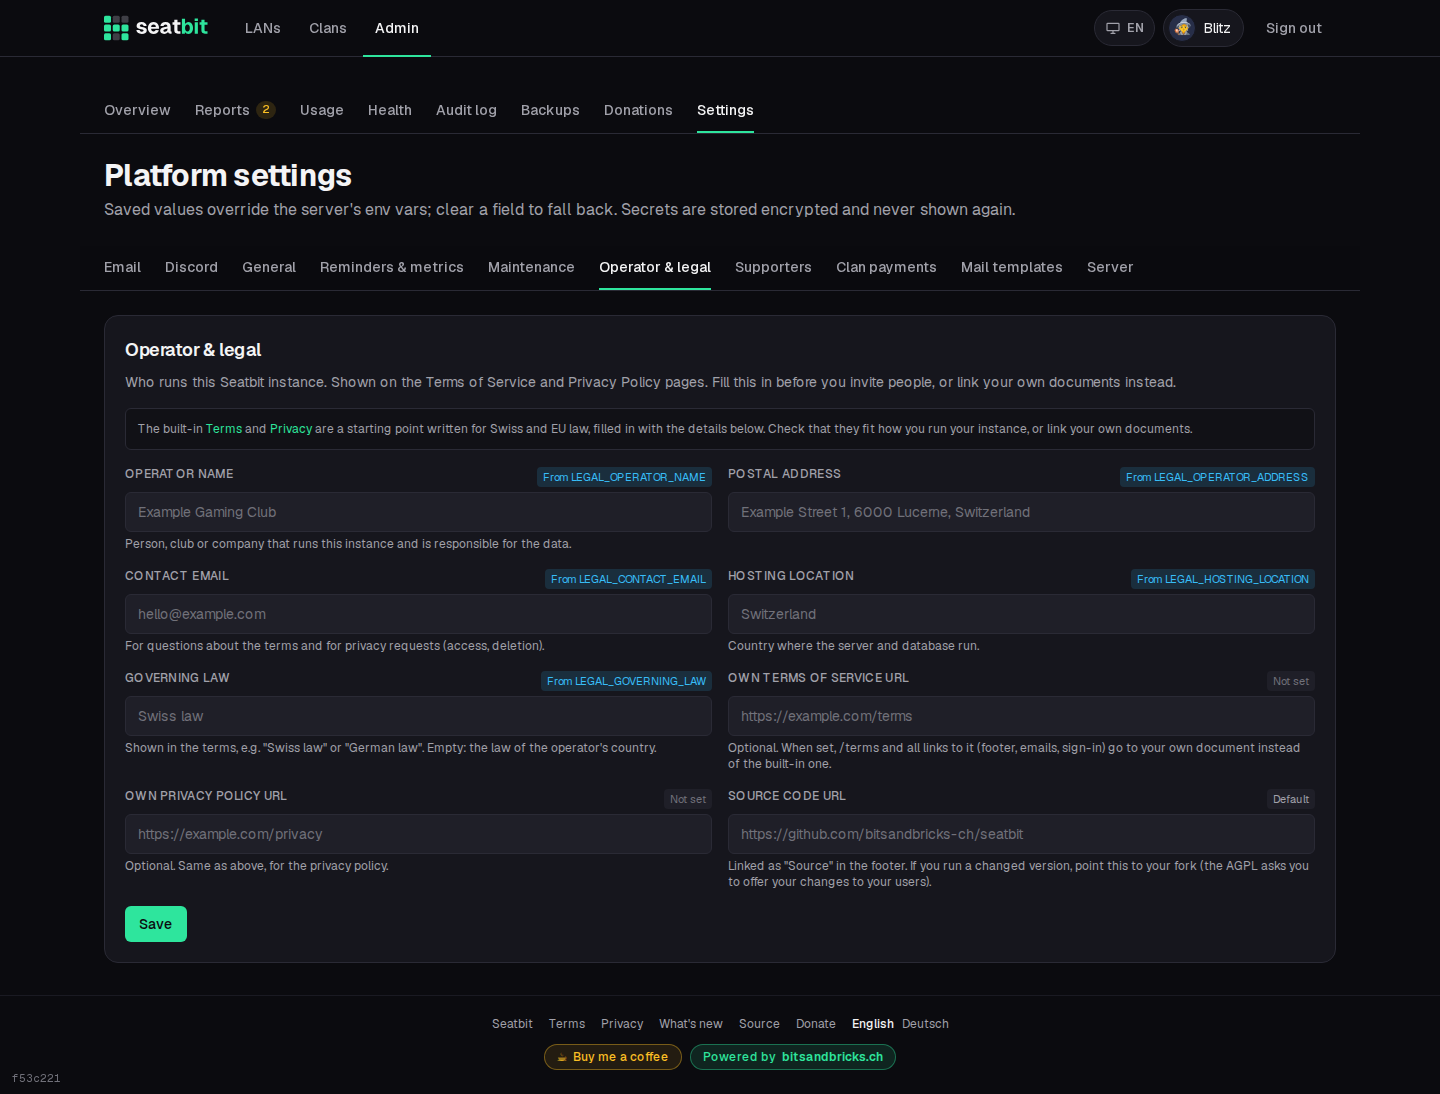 seatbit
LANs
Clans
Admin
EN
Blitz
Sign out
Overview
Reports 2
Usage
Health
Audit log
Backups
Donations
Settings
Platform settings
Saved values override the server's env vars; clear a field to fall back. Secrets are stored encrypted and never shown again.
Email
Discord
General
Reminders & metrics
Maintenance
Operator & legal
Supporters
Clan payments
Mail templates
Server
Operator & legal
Who runs this Seatbit instance. Shown on the Terms of Service and Privacy Policy pages. Fill this in before you invite people, or link your own documents instead.
The built-in Terms and Privacy are a starting point written for Swiss and EU law, filled in with the details below. Check that they fit how you run your instance, or link your own documents.
OPERATOR NAME
From LEGAL_OPERATOR_NAME
Example Gaming Club
Person, club or company that runs this instance and is responsible for the data.
POSTAL ADDRESS
From LEGAL_OPERATOR_ADDRESS
Example Street 1, 6000 Lucerne, Switzerland
CONTACT EMAIL
From LEGAL_CONTACT_EMAIL
hello@example.com
For questions about the terms and for privacy requests (access, deletion).
HOSTING LOCATION
From LEGAL_HOSTING_LOCATION
Switzerland
Country where the server and database run.
GOVERNING LAW
From LEGAL_GOVERNING_LAW
Swiss law
Shown in the terms, e.g. "Swiss law" or "German law". Empty: the law of the operator's country.
OWN TERMS OF SERVICE URL
Not set
https://example.com/terms
Optional. When set, /terms and all links to it (footer, emails, sign-in) go to your own document instead
of the built-in one.
OWN PRIVACY POLICY URL
Not set
https://example.com/privacy
Optional. Same as above, for the privacy policy.
SOURCE CODE URL
Default
https://github.com/bitsandbricks-ch/seatbit
Linked as "Source" in the footer. If you run a changed version, point this to your fork (the AGPL asks you
to offer your changes to your users).
Save
Seatbit
Terms
Privacy
What's new
Source
Donate
English
Deutsch
Buy me a coffee
Powered by bitsandbricks.ch
f53c221